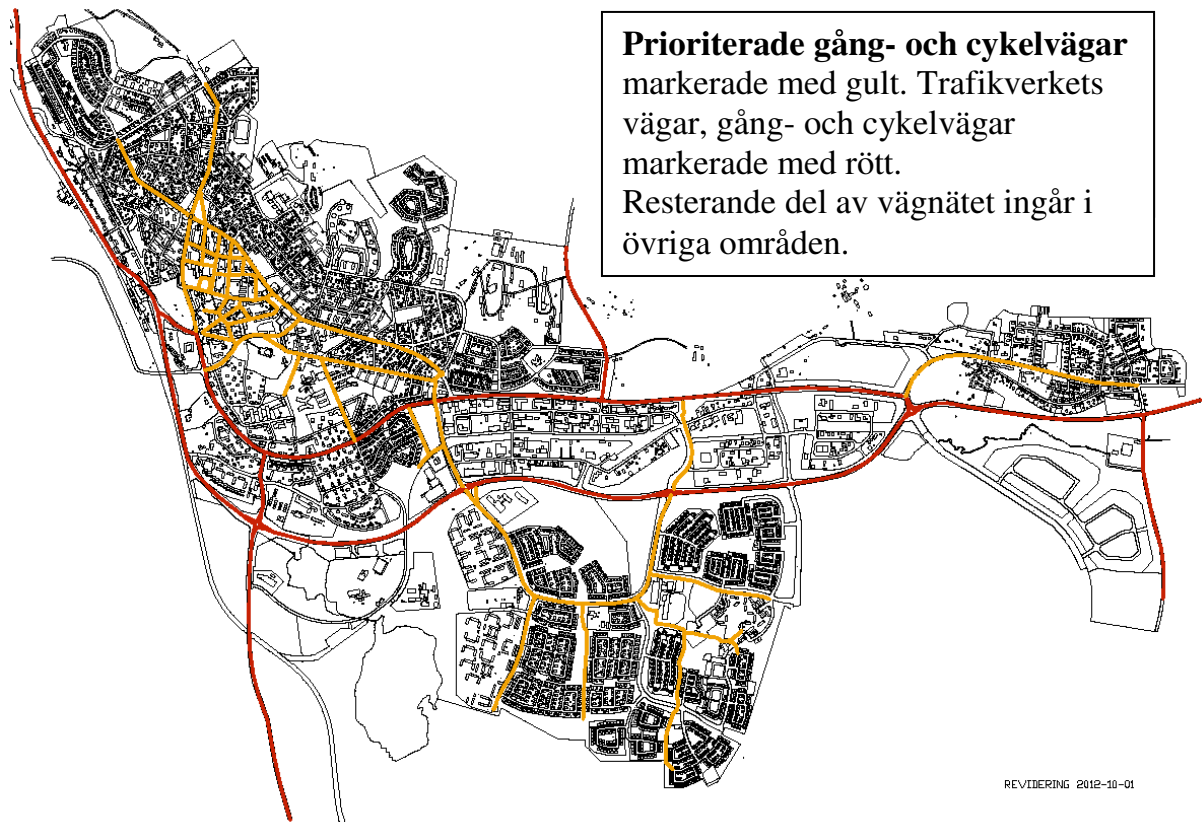 Prioriterade gång- och cykelvägar
markerade med gult. Trafikverkets
vägar, gång- och cykelvägar
markerade med rött.
Resterande del av vägnätet ingår i
övriga områden.
REVIDERING 2012-10-01